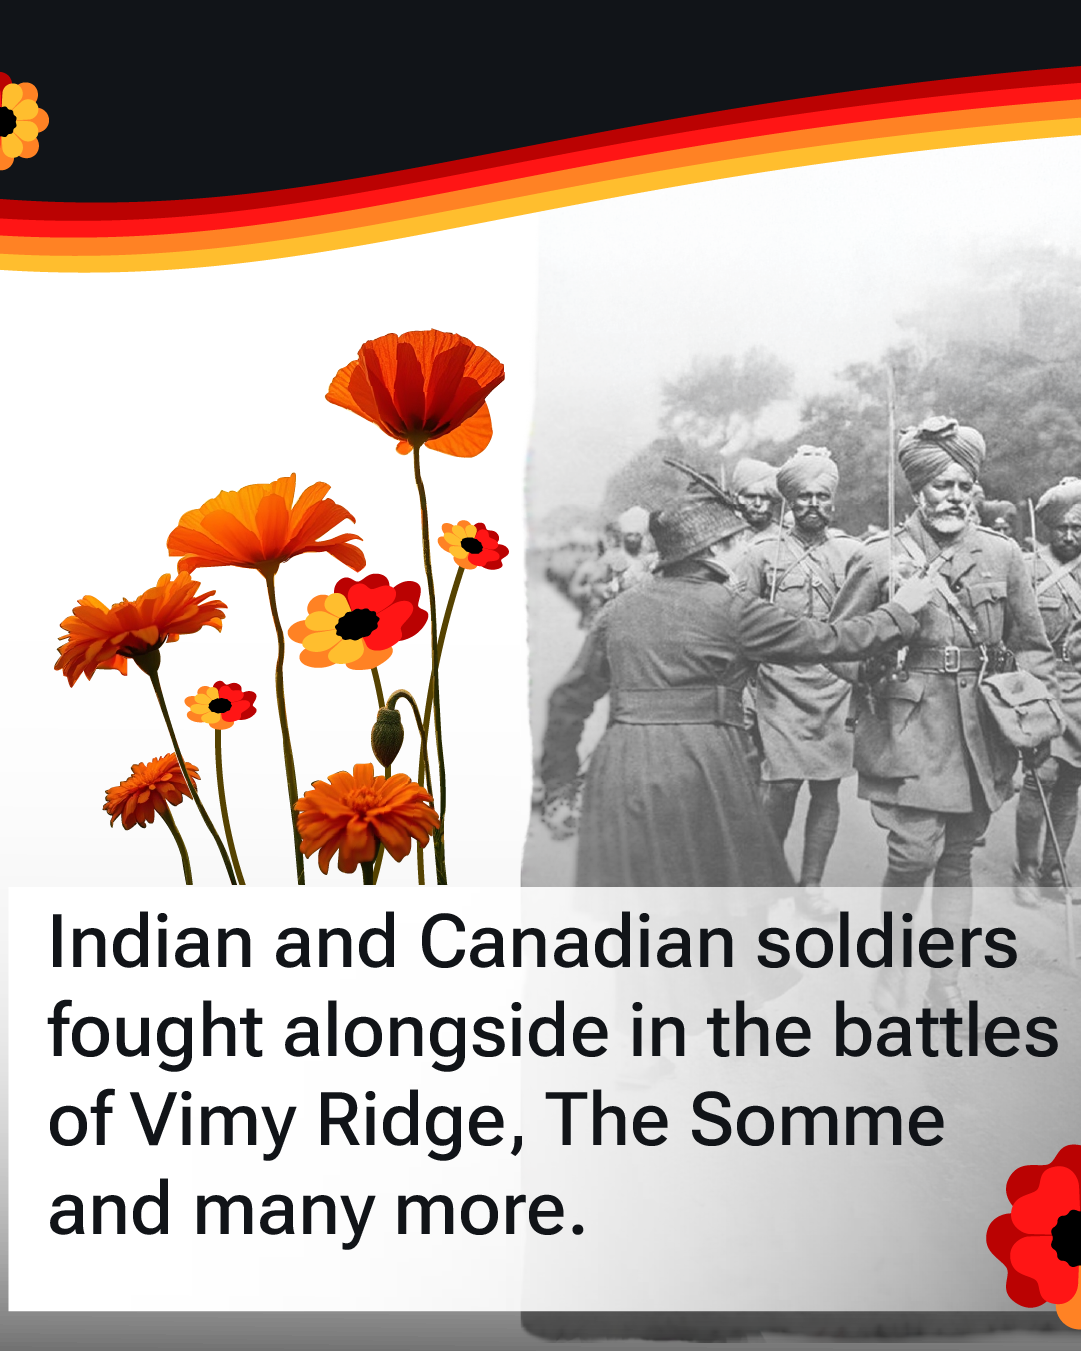 Indian and Canadian soldiers
fought alongside in the battles
of Vimy Ridge, The Somme
and many more.